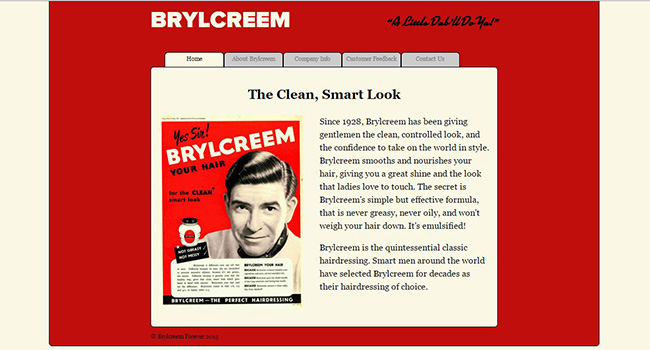 BRYLCREEM
"A Little Dab'll Do Ya!"
Home
About Brylcreem
Company Info
Customer Feedback
Contact Us
The Clean, Smart Look
Yes Sir!
BRYLCREEM
YOUR HAIR
for the CLEAN
smart look
NOT GREASY
NOT MESSY
BRYLCREEM YOUR HAIR
BRYLCREEM—THE PERFECT HAIRDRESSING
Since 1928, Brylcreem has been giving
gentlemen the clean, controlled look, and
the confidence to take on the world in style.
Brylcreem smooths and nourishes your
hair, giving you a great shine and the look
that ladies love to touch. The secret is
Brylcreem's simple but effective formula,
that is never greasy, never oily, and won't
weigh your hair down. It's emulsified!
Brylcreem is the quintessential classic
hairdressing. Smart men around the world
have selected Brylcreem for decades as
their hairdressing of choice.
© Brylcreem Forever